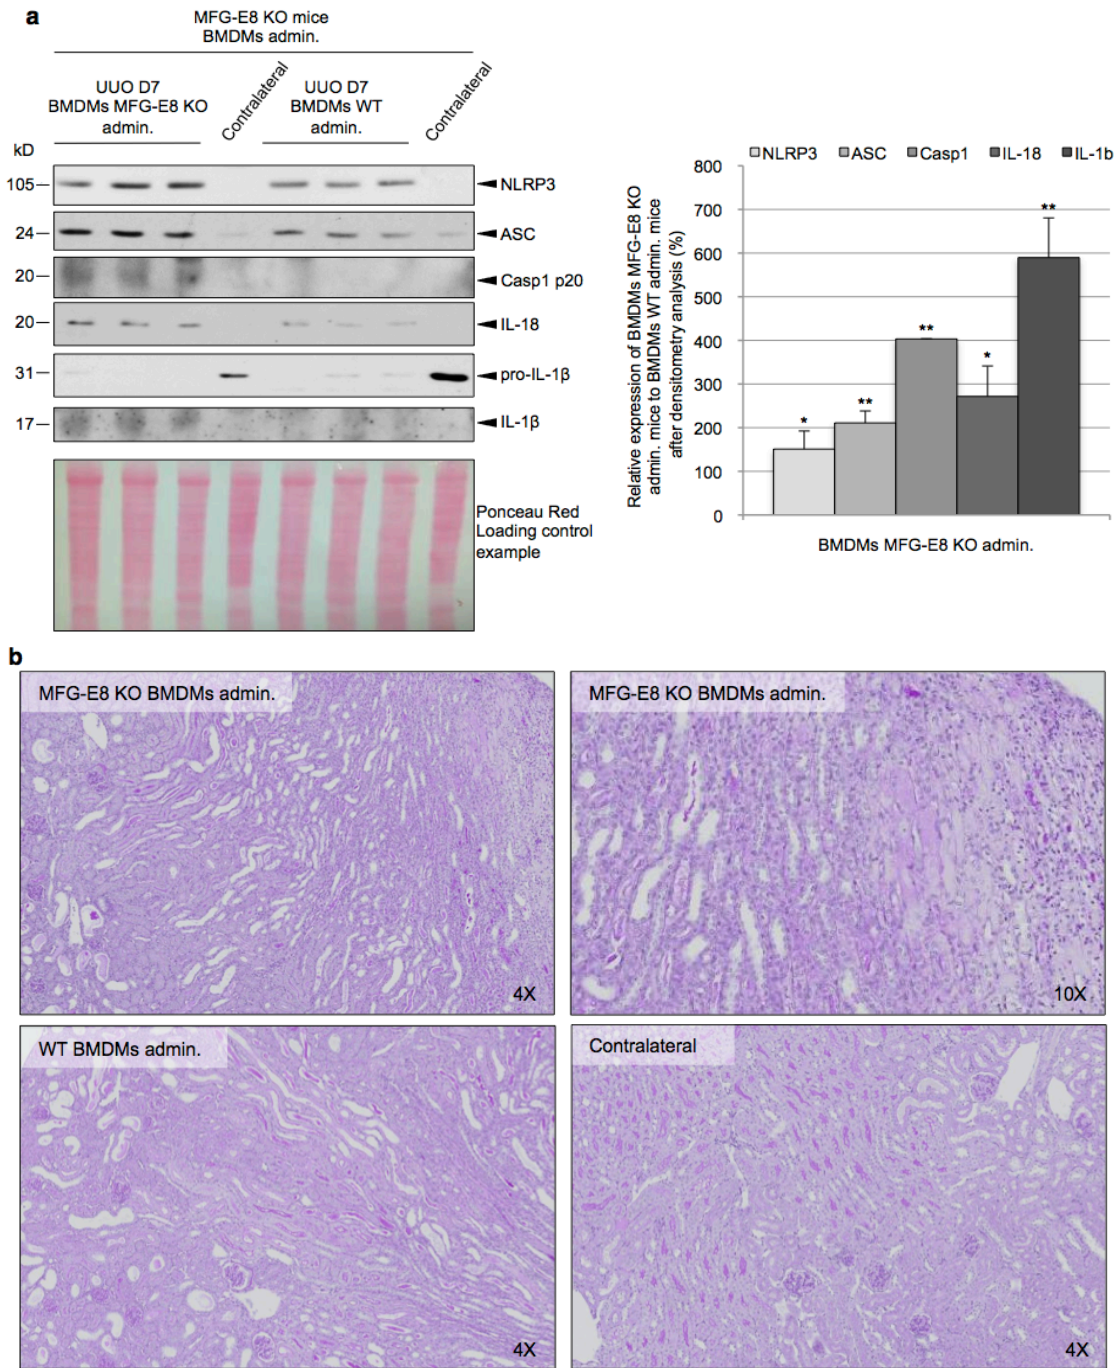 a
MFG-E8 KO mice
BMDMs admin.
UUO D7
BMDMs MFG-E8 KO
admin.
Contralateral
UUO D7
BMDMs WT
admin.
Contralateral
kD
105
NLRP3
24
ASC
20
Casp1 p20
20
IL-18
31
pro-IL-1β
17
IL-1β
Ponceau Red
Loading control
example
NLRP3 ASC Casp1 IL-18 IL-1b
Relative expression of BMDMs MFG-E8 KO
admin. mice to BMDMs WT admin. mice
after densitometry analysis (%)
800
700
600
500
400
300
200
100
0
*
**
**
*
**
BMDMs MFG-E8 KO admin.
b
MFG-E8 KO BMDMs admin.
4X
MFG-E8 KO BMDMs admin.
10X
WT BMDMs admin.
4X
Contralateral
4X